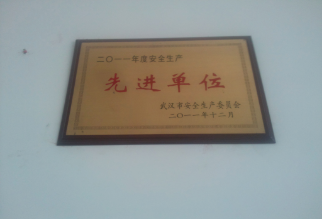 二〇一一年度安全生产
先进单位
武汉市安全生产委员会
二〇一一年十二月